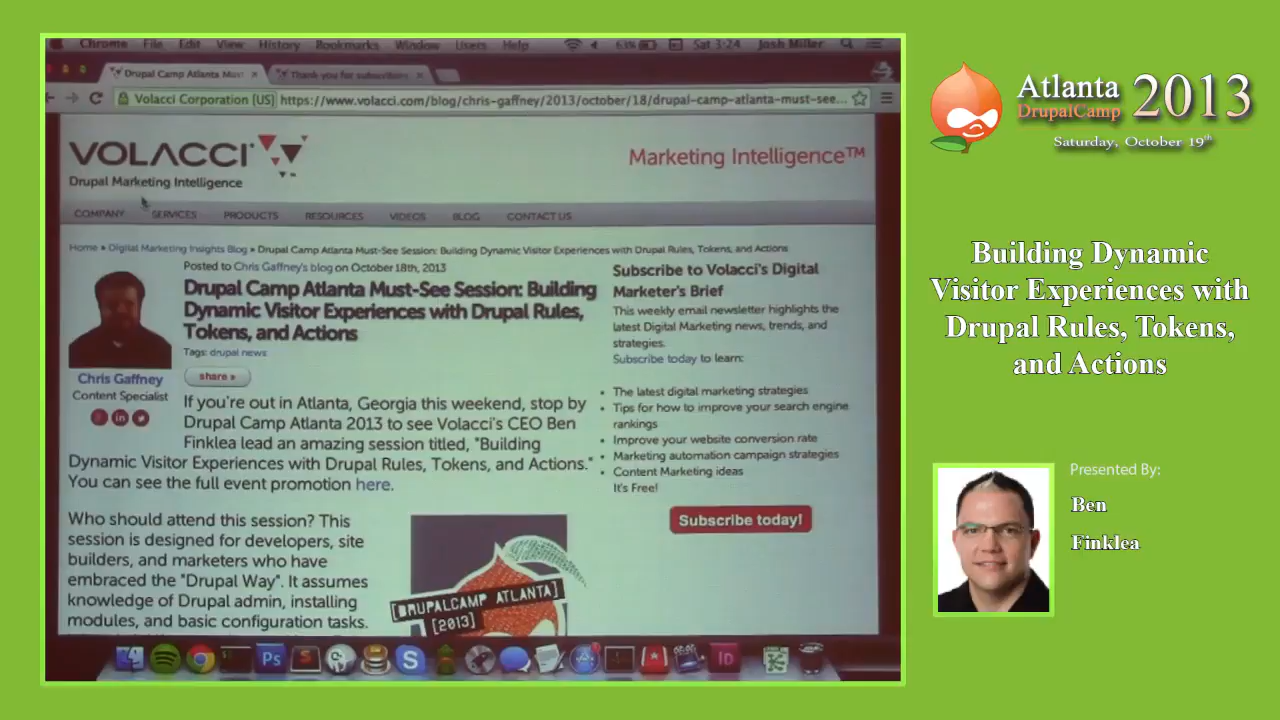 Chrome File Edit View History Bookmarks Window Users Help 63% Sat 3:24 Josh Miller
Drupal Camp Atlanta Must Thank you for subscribin
Volacci Corporation [US] https://www.volacci.com/blog/chris-gaffney/2013/october/18/drupal-camp-atlanta-must-see...
VOLACCI
Drupal Marketing Intelligence
Marketing Intelligence™
COMPANY SERVICES PRODUCTS RESOURCES VIDEOS BLOG CONTACT US
Home » Digital Marketing Insights Blog » Drupal Camp Atlanta Must-See Session: Building Dynamic Visitor Experiences with Drupal Rules, Tokens, and Actions
Posted to Chris Gaffney's blog on October 18th, 2013
Drupal Camp Atlanta Must-See Session: Building
Dynamic Visitor Experiences with Drupal Rules,
Tokens, and Actions
Tags: drupal news
share »
Chris Gaffney
Content Specialist
If you're out in Atlanta, Georgia this weekend, stop by
Drupal Camp Atlanta 2013 to see Volacci's CEO Ben
Finklea lead an amazing session titled, "Building
Dynamic Visitor Experiences with Drupal Rules, Tokens, and Actions."
You can see the full event promotion here.
Who should attend this session? This
session is designed for developers, site
builders, and marketers who have
embraced the "Drupal Way". It assumes
knowledge of Drupal admin, installing
modules, and basic configuration tasks.
[DRUPALCAMP ATLANTA]
[2013]
Subscribe to Volacci's Digital
Marketer's Brief
This weekly email newsletter highlights the
latest Digital Marketing news, trends, and
strategies.
Subscribe today to learn:
• The latest digital marketing strategies
• Tips for how to improve your search engine
rankings
• Improve your website conversion rate
• Marketing automation campaign strategies
• Content Marketing ideas
It's Free!
Subscribe today!
Ps S Id
Atlanta
DrupalCamp
2013
Saturday, October 19th
Building Dynamic
Visitor Experiences with
Drupal Rules, Tokens,
and Actions
Presented By:
Ben
Finklea